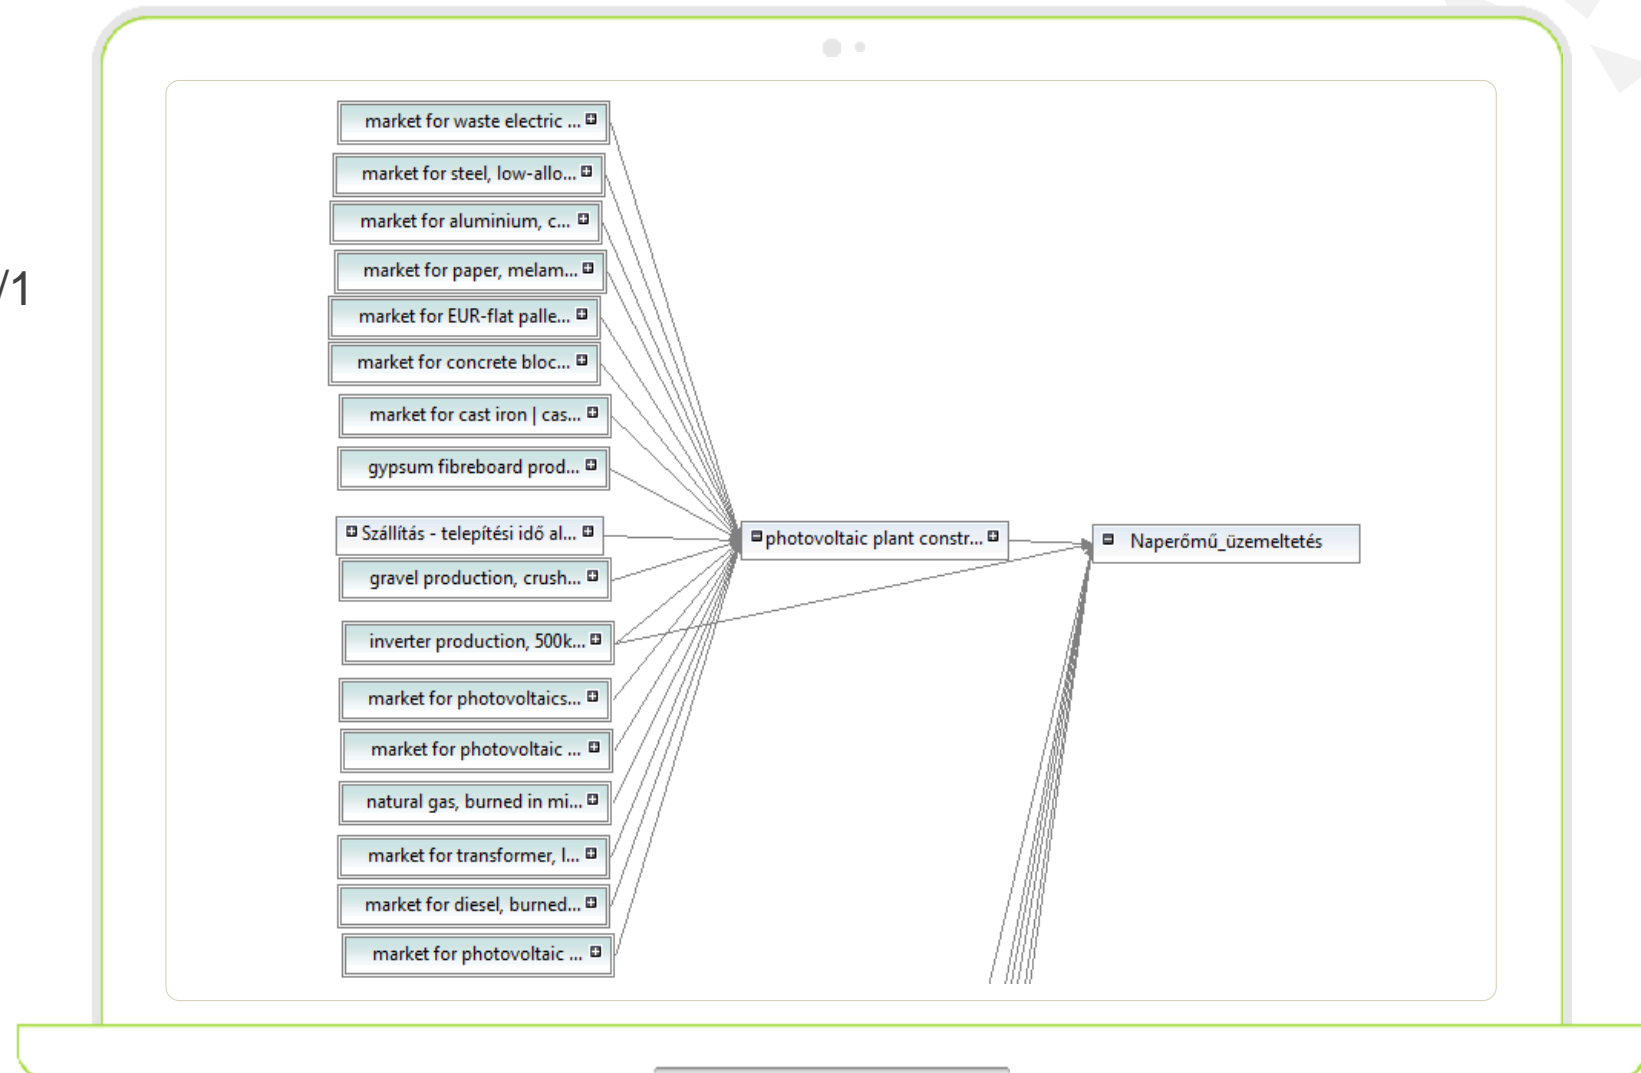 /1
market for waste electric ...
market for steel, low-allo...
market for aluminium, c...
market for paper, melam...
market for EUR-flat palle...
market for concrete bloc...
market for cast iron | cas...
gypsum fibreboard prod...
Szállítás - telepítési idő al...
photovoltaic plant constr...
Naperőmű_üzemeltetés
gravel production, crush...
inverter production, 500k...
market for photovoltaics...
market for photovoltaic ...
natural gas, burned in mi...
market for transformer, l...
market for diesel, burned...
market for photovoltaic ...